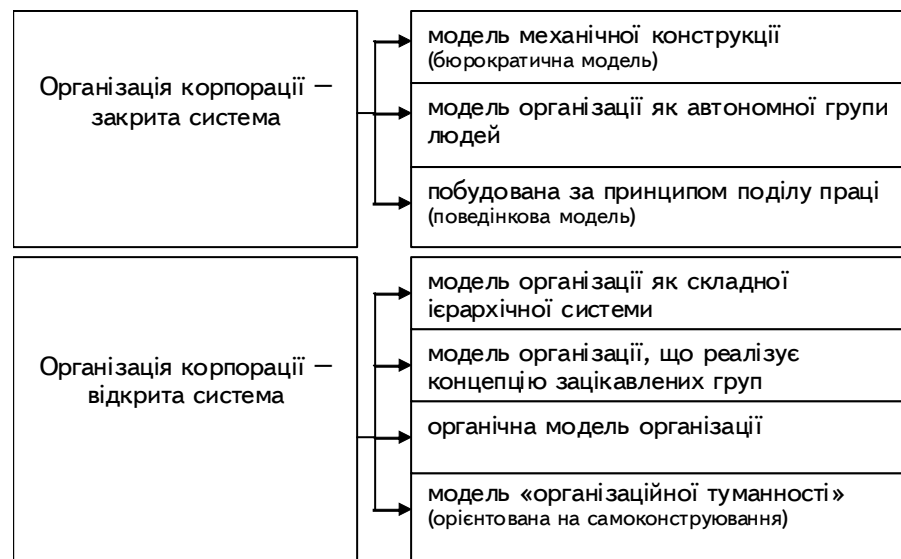 Організація корпорації —
закрита система
модель механічної конструкції
(бюрократична модель)
модель організації як автономної групи
людей
побудована за принципом поділу праці
(поведінкова модель)
Організація корпорації —
відкрита система
модель організації як складної
ієрархічної системи
модель організації, що реалізує
концепцію зацікавлених груп
органічна модель організації
модель «організаційної туманності»
(орієнтована на самоконструювання)